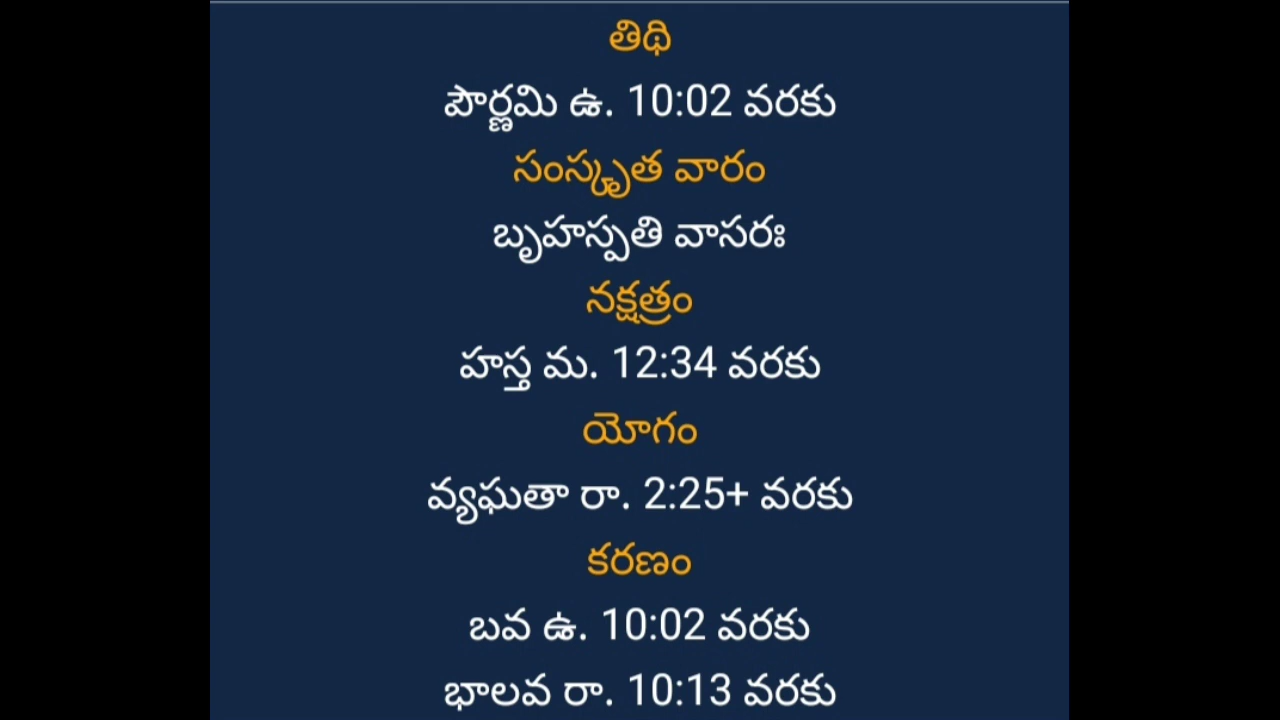 తిథి
పౌర్ణమి ఉ. 10:02 వరకు
సంస్కృత వారం
బృహస్పతి వాసరః
నక్షత్రం
హస్త మ. 12:34 వరకు
యోగం
వ్యఘతా రా. 2:25+ వరకు
కరణం
బవ ఉ. 10:02 వరకు
భాలవ రా. 10:13 వరకు